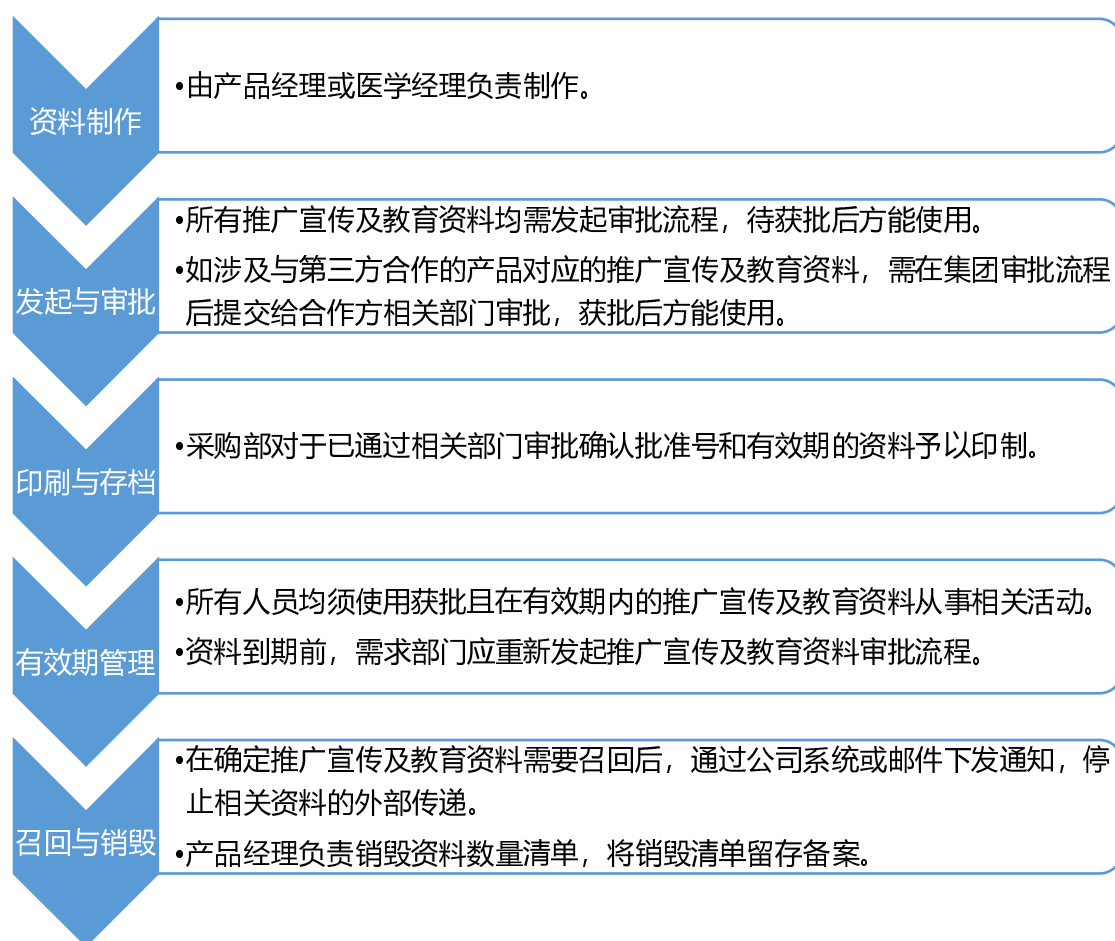 资料制作
•由产品经理或医学经理负责制作。
发起与审批
•所有推广宣传及教育资料均需发起审批流程，待获批后方能使用。
•如涉及与第三方合作的产品对应的推广宣传及教育资料，需在集团审批流程
后提交给合作方相关部门审批，获批后方能使用。
印刷与存档
•采购部对于已通过相关部门审批确认批准号和有效期的资料予以印制。
有效期管理
•所有人员均须使用获批且在有效期内的推广宣传及教育资料从事相关活动。
•资料到期前，需求部门应重新发起推广宣传及教育资料审批流程。
召回与销毁
•在确定推广宣传及教育资料需要召回后，通过公司系统或邮件下发通知，停
止相关资料的外部传递。
•产品经理负责销毁资料数量清单，将销毁清单留存备案。